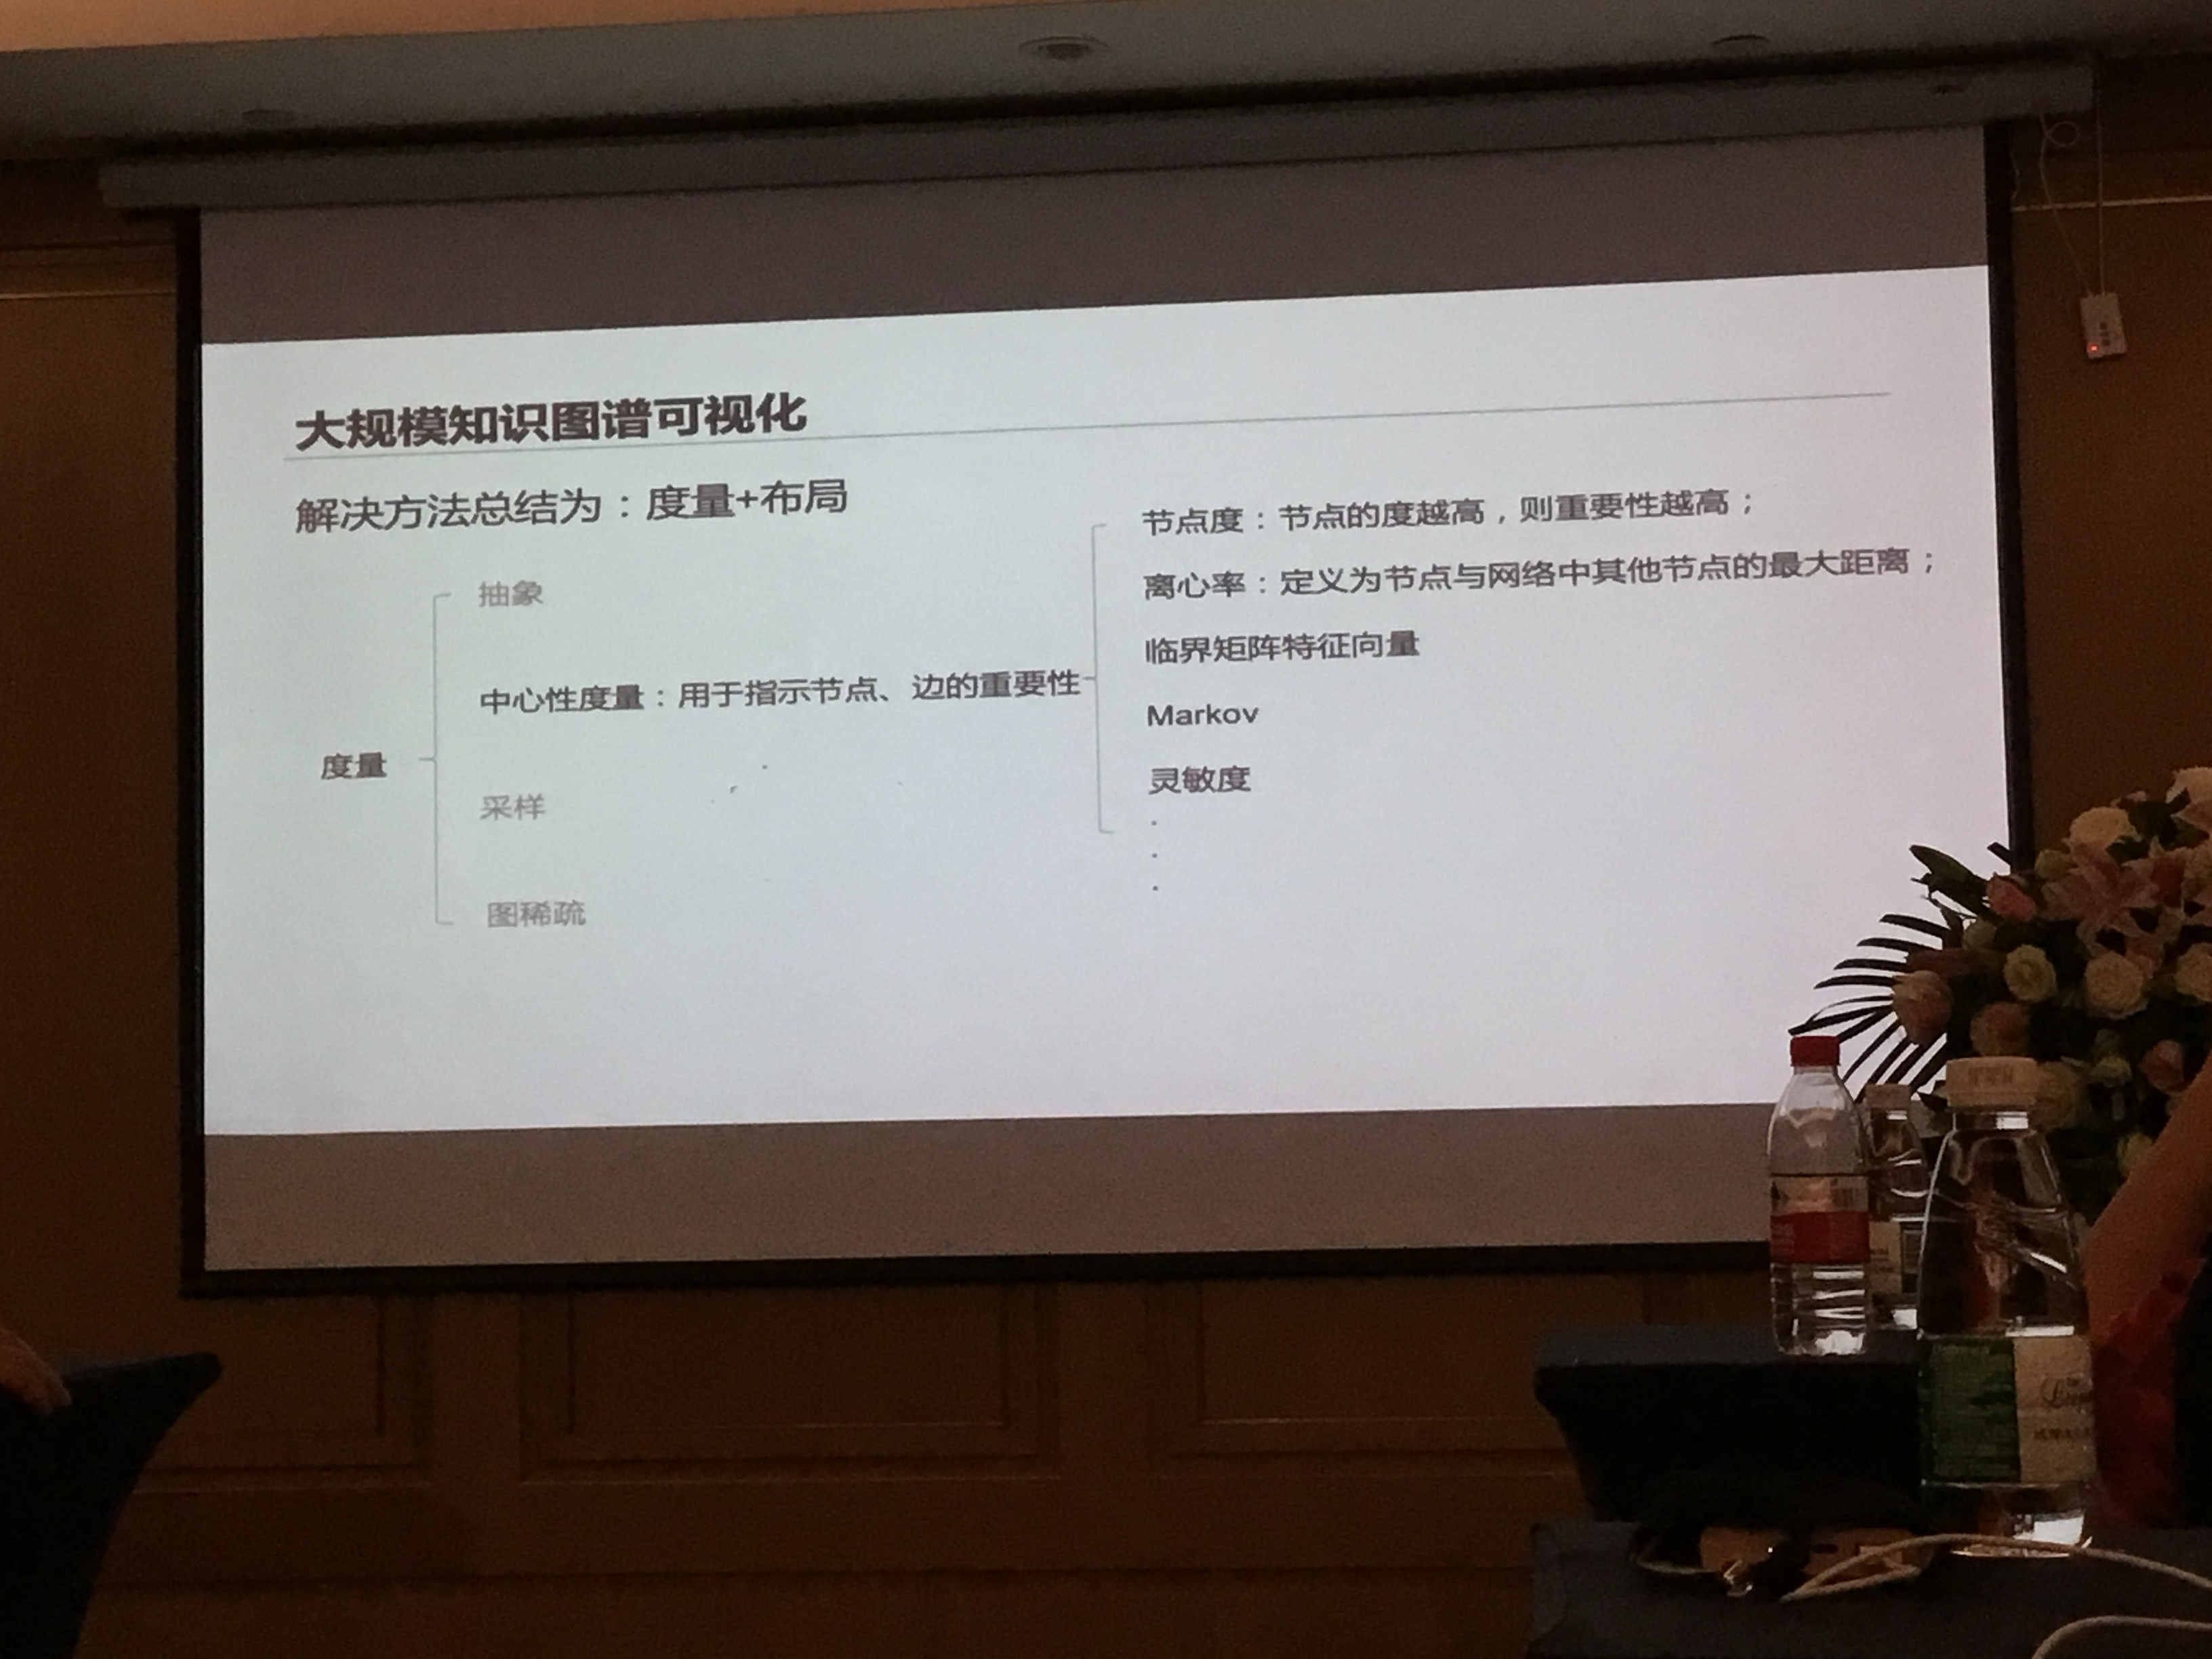 大规模知识图谱可视化
解决方法总结为：度量+布局
度量
抽象
中心性度量：用于指示节点、边的重要性
采样
图稀疏
节点度：节点的度越高，则重要性越高；
离心率：定义为节点与网络中其他节点的最大距离；
临界矩阵特征向量
Markov
灵敏度
.
.
.